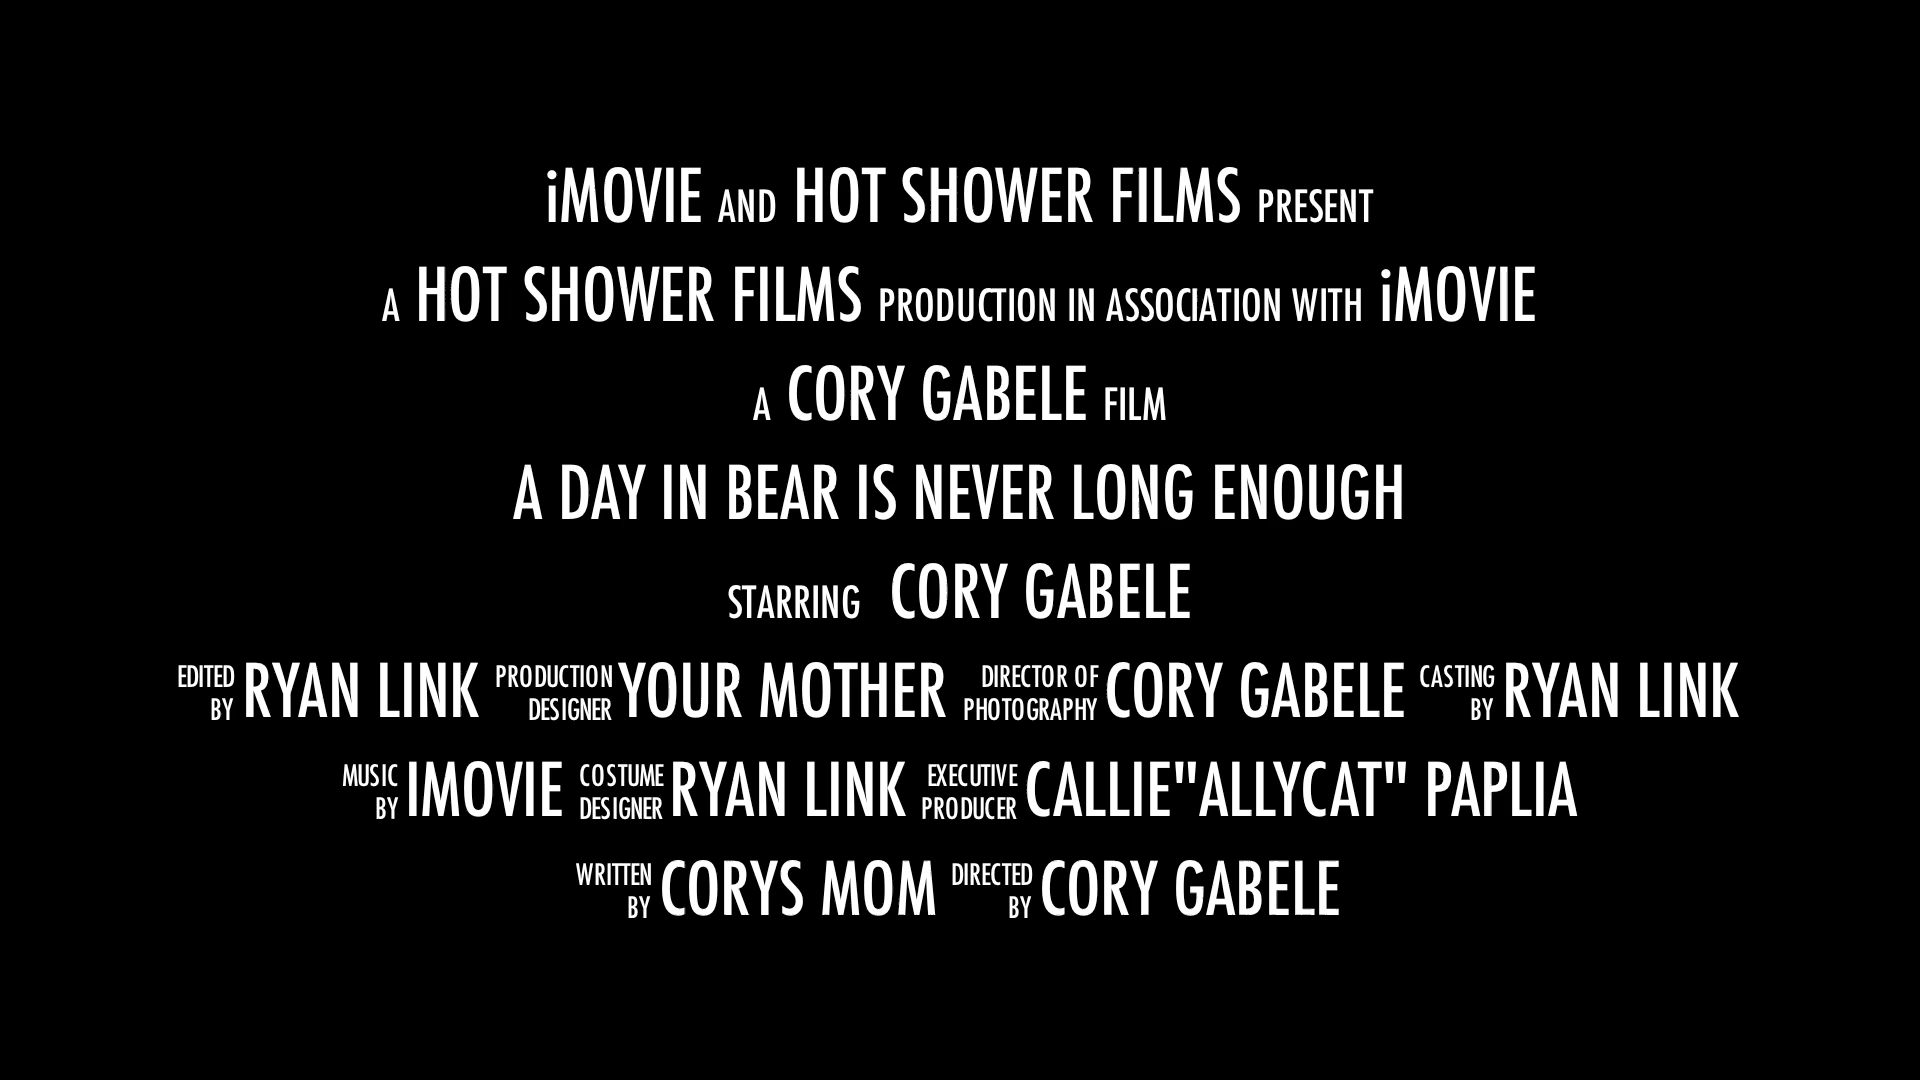 iMOVIE AND HOT SHOWER FILMS PRESENT
A HOT SHOWER FILMS PRODUCTION IN ASSOCIATION WITH iMOVIE
A CORY GABELE FILM
A DAY IN BEAR IS NEVER LONG ENOUGH
STARRING CORY GABELE
EDITED BY RYAN LINK PRODUCTION DESIGNER YOUR MOTHER DIRECTOR OF PHOTOGRAPHY CORY GABELE CASTING BY RYAN LINK
MUSIC BY IMOVIE COSTUME DESIGNER RYAN LINK EXECUTIVE PRODUCER CALLIE"ALLYCAT" PAPLIA
WRITTEN BY CORYS MOM DIRECTED BY CORY GABELE